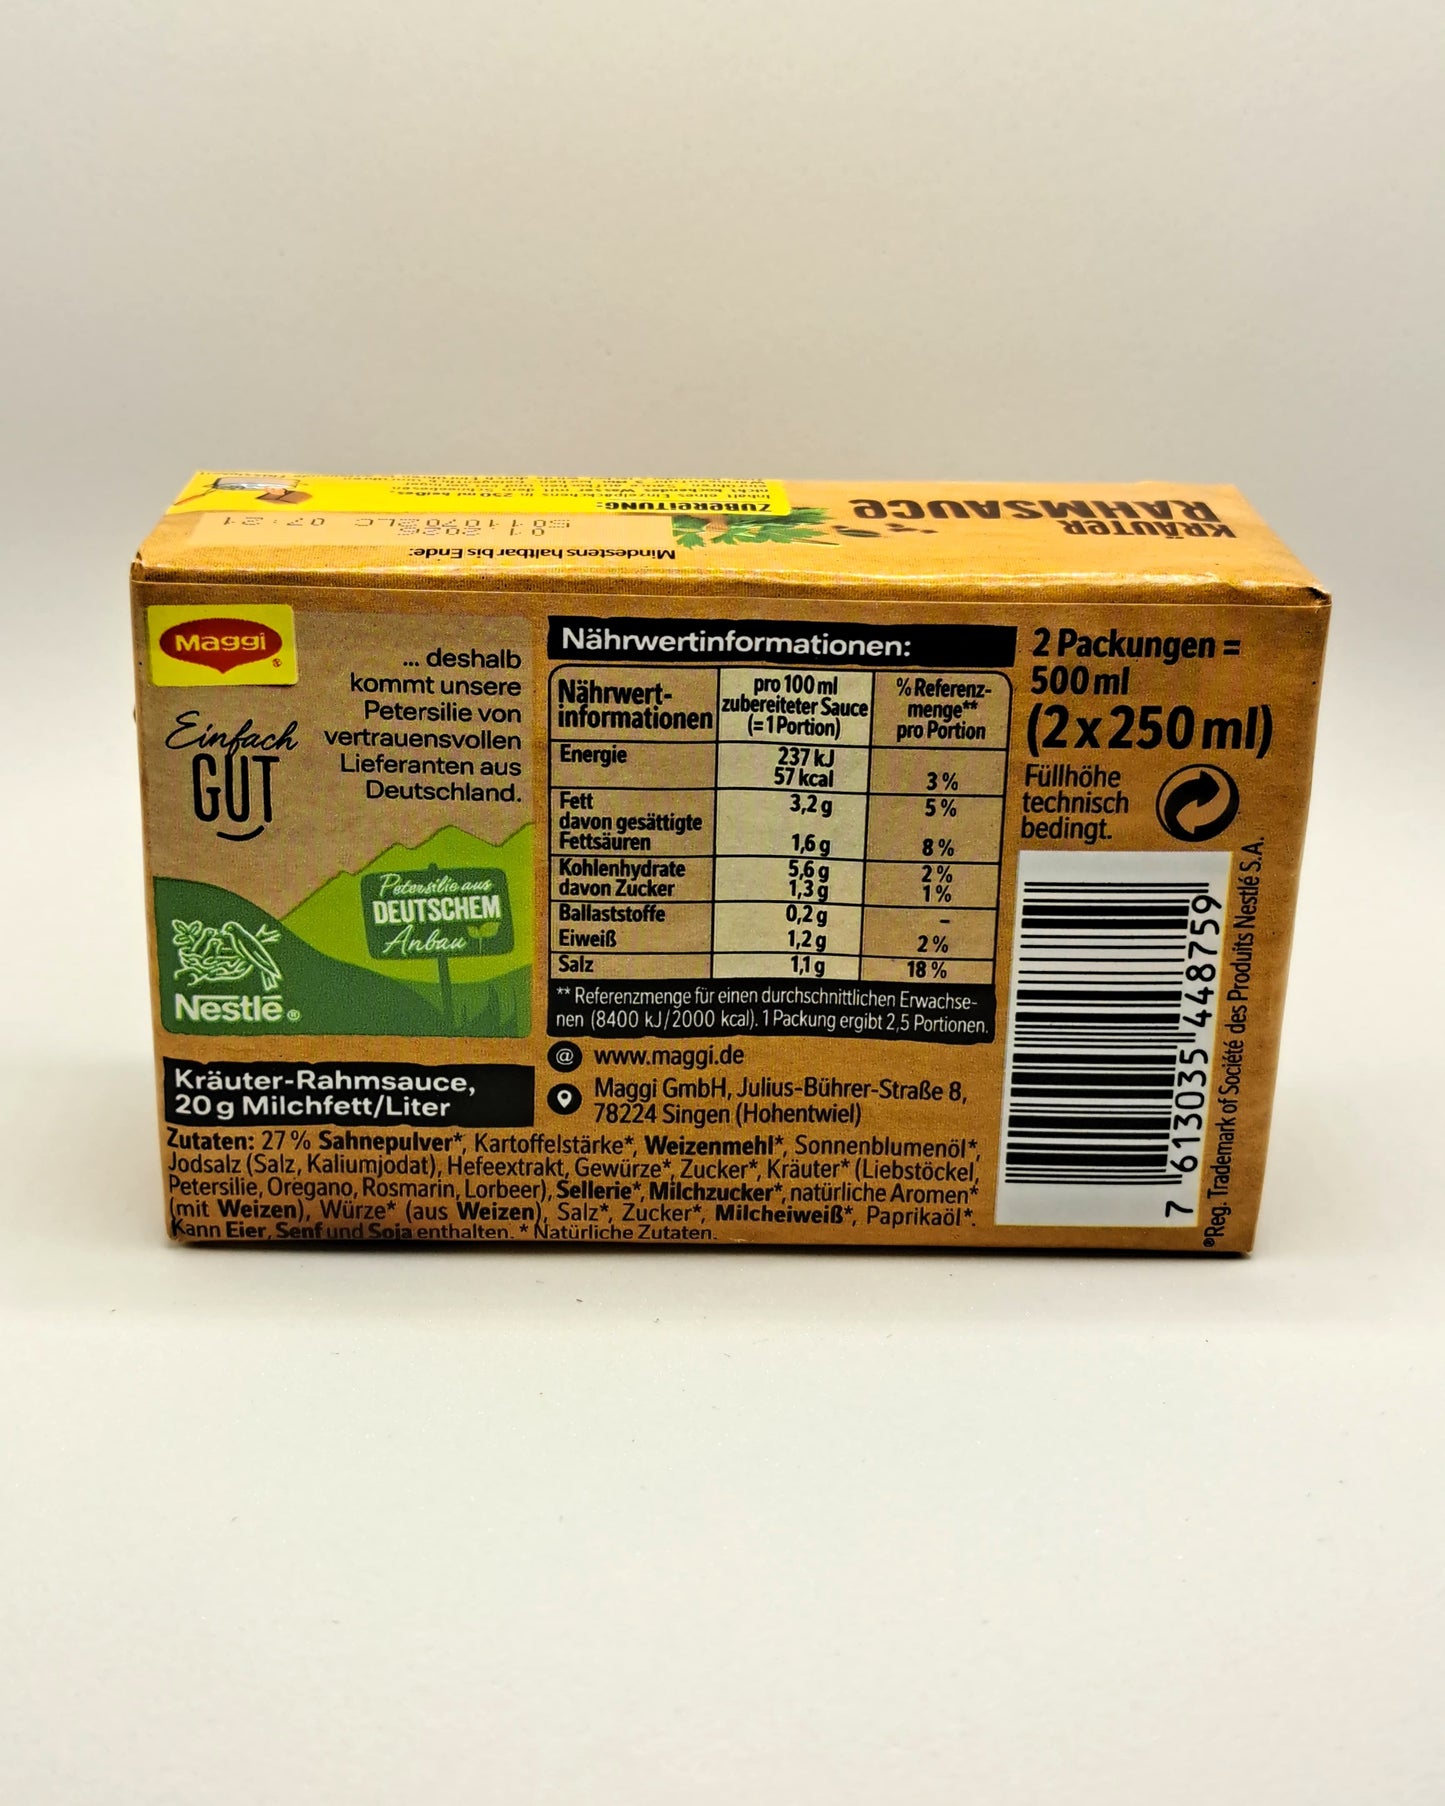 KRÄUTER
RAHMSAUCE
ZUBEREITUNG:
Mindestens haltbar bis Ende:
Maggi
®
Einfach
GUT
... deshalb
kommt unsere
Petersilie von
vertrauensvollen
Lieferanten aus
Deutschland.
Petersilie aus
DEUTSCHEM
Anbau
Nestlé®
Kräuter-Rahmsauce,
20 g Milchfett/Liter
Nährwertinformationen:
Nährwert- pro 100 ml % Referenz-
informationen zubereiteter Sauce menge**
(= 1 Portion) pro Portion
Energie 237 kJ
57 kcal 3 %
Fett 3,2 g 5 %
davon gesättigte
Fettsäuren 1,6 g 8 %
Kohlenhydrate 5,6 g 2 %
davon Zucker 1,3 g 1 %
Ballaststoffe 0,2 g –
Eiweiß 1,2 g 2 %
Salz 1,1 g 18 %
** Referenzmenge für einen durchschnittlichen Erwachse-
nen (8400 kJ/2000 kcal). 1 Packung ergibt 2,5 Portionen.
@ www.maggi.de
Maggi GmbH, Julius-Bührer-Straße 8,
78224 Singen (Hohentwiel)
Zutaten: 27 % Sahnepulver*, Kartoffelstärke*, Weizenmehl*, Sonnenblumenöl*,
Jodsalz (Salz, Kaliumjodat), Hefeextrakt, Gewürze*, Zucker*, Kräuter* (Liebstöckel,
Petersilie, Oregano, Rosmarin, Lorbeer), Sellerie*, Milchzucker*, natürliche Aromen*
(mit Weizen), Würze* (aus Weizen), Salz*, Zucker*, Milcheiweiß*, Paprikaöl*.
Kann Eier, Senf und Soja enthalten. * Natürliche Zutaten.
2 Packungen =
500 ml
(2 x 250 ml)
Füllhöhe
technisch
bedingt.
7 613035 448759
®Reg. Trademark of Société des Produits Nestlé S.A.